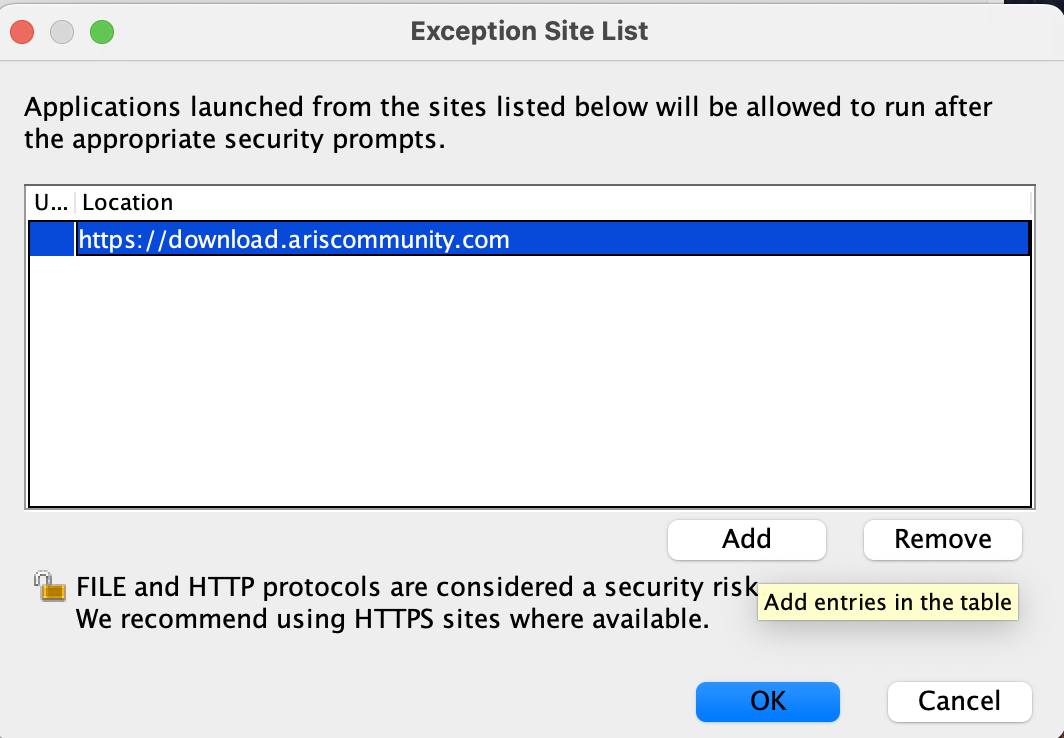 Exception Site List
Applications launched from the sites listed below will be allowed to run after
the appropriate security prompts.
U... Location
https://download.ariscommunity.com
Add Remove
FILE and HTTP protocols are considered a security risk
We recommend using HTTPS sites where available.
Add entries in the table
OK Cancel